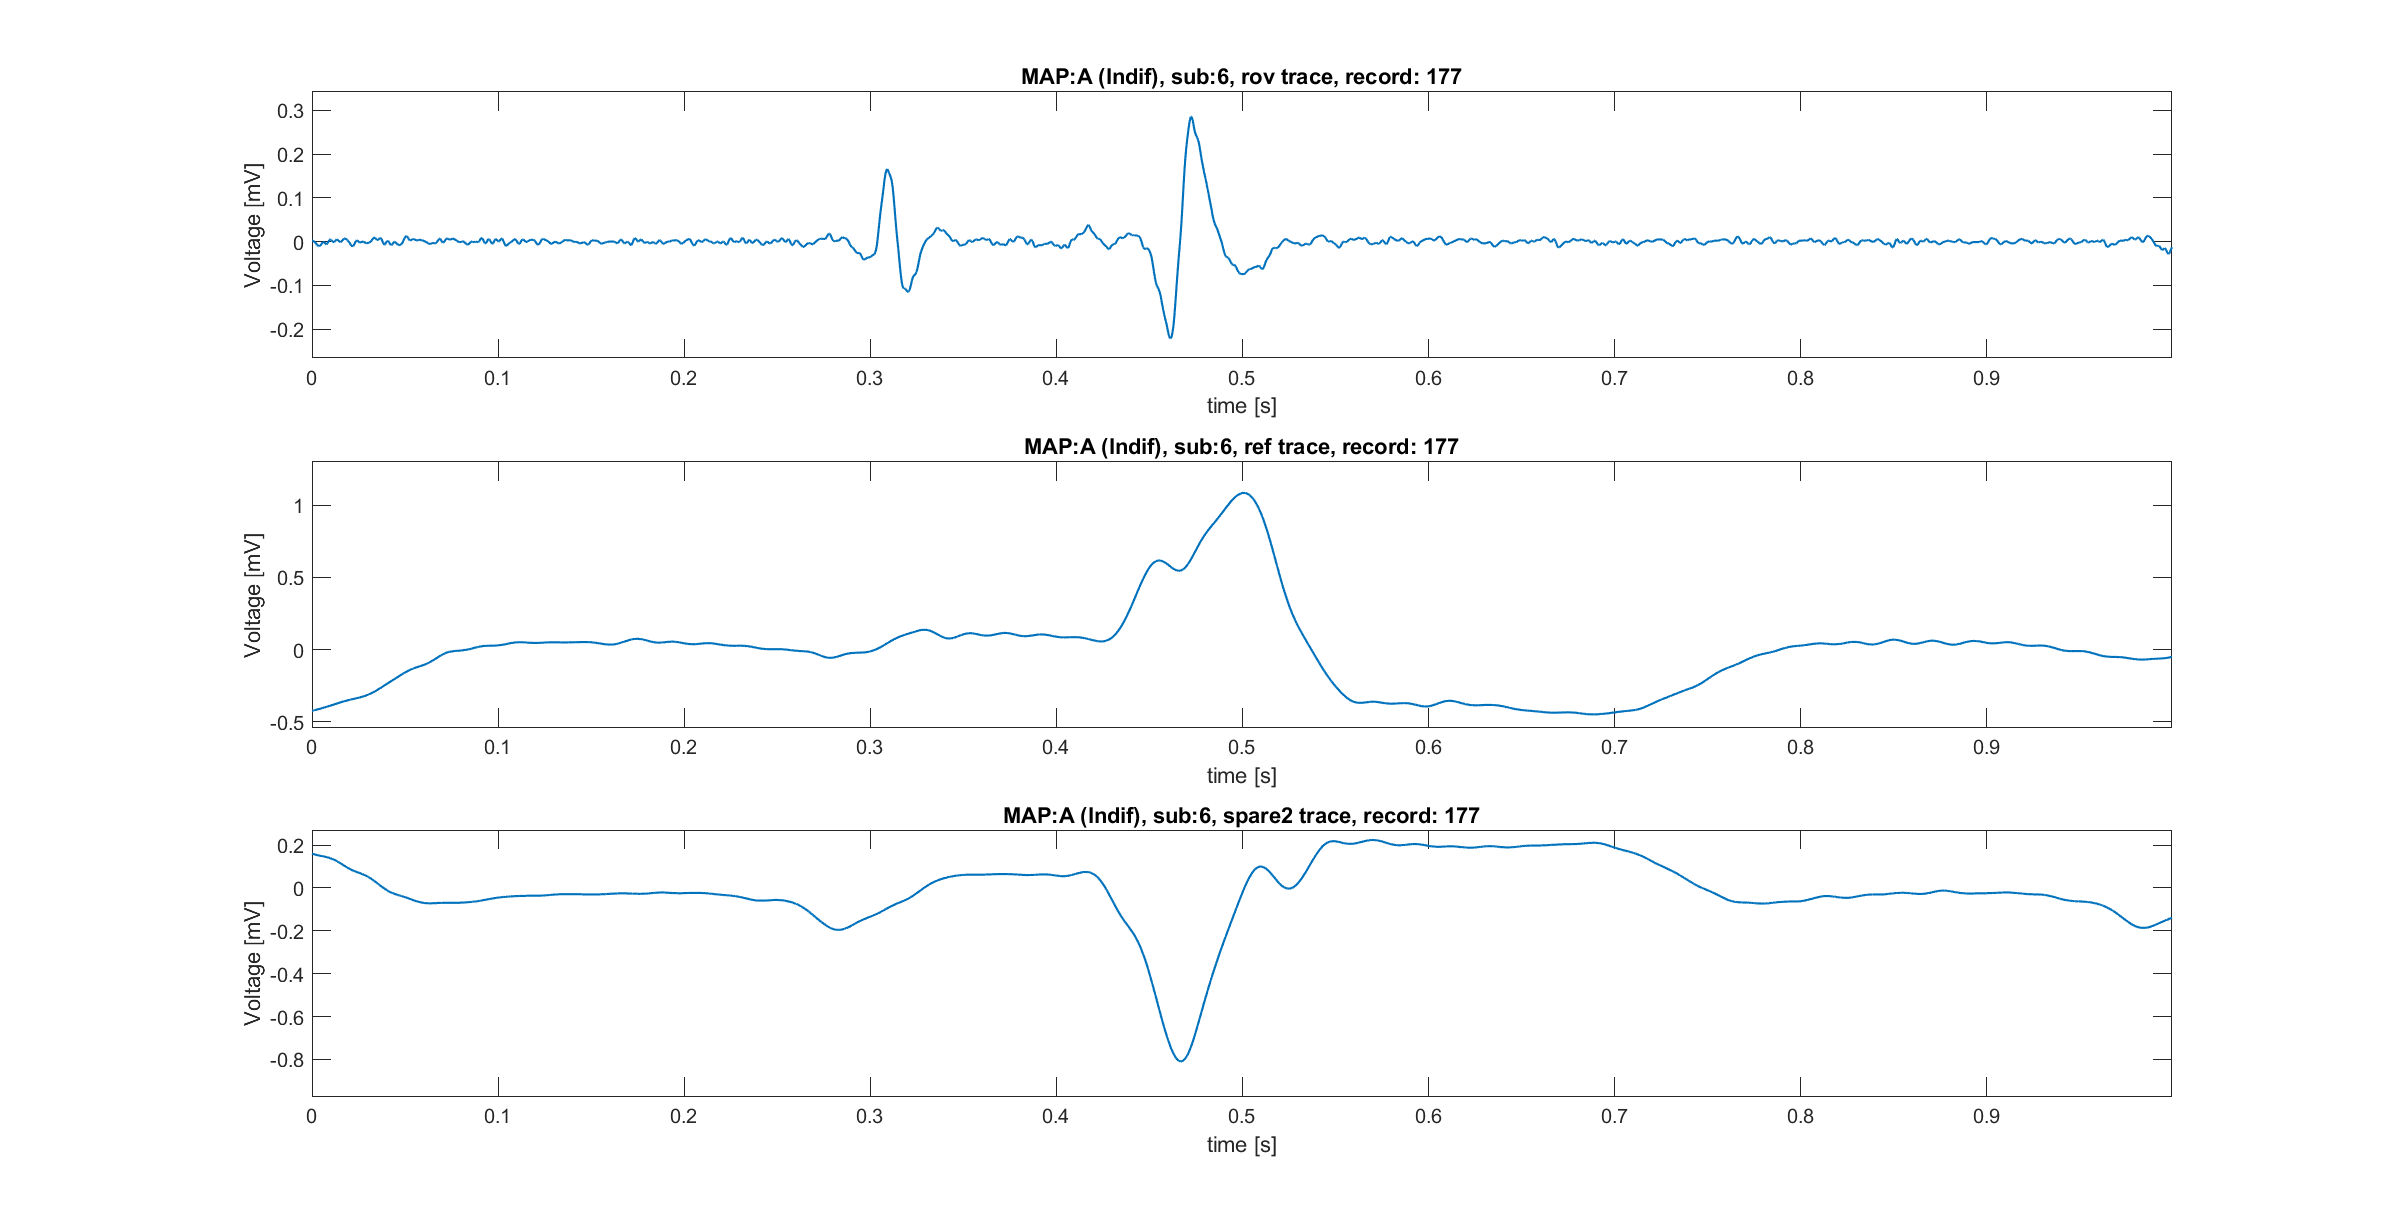 MAP:A (Indif), sub:6, rov trace, record: 177
0.3
0.2
0.1
0
-0.1
-0.2
Voltage [mV]
0 0.1 0.2 0.3 0.4 0.5 0.6 0.7 0.8 0.9
time [s]
MAP:A (Indif), sub:6, ref trace, record: 177
1
0.5
0
-0.5
Voltage [mV]
0 0.1 0.2 0.3 0.4 0.5 0.6 0.7 0.8 0.9
time [s]
MAP:A (Indif), sub:6, spare2 trace, record: 177
0.2
0
-0.2
-0.4
-0.6
-0.8
Voltage [mV]
0 0.1 0.2 0.3 0.4 0.5 0.6 0.7 0.8 0.9
time [s]